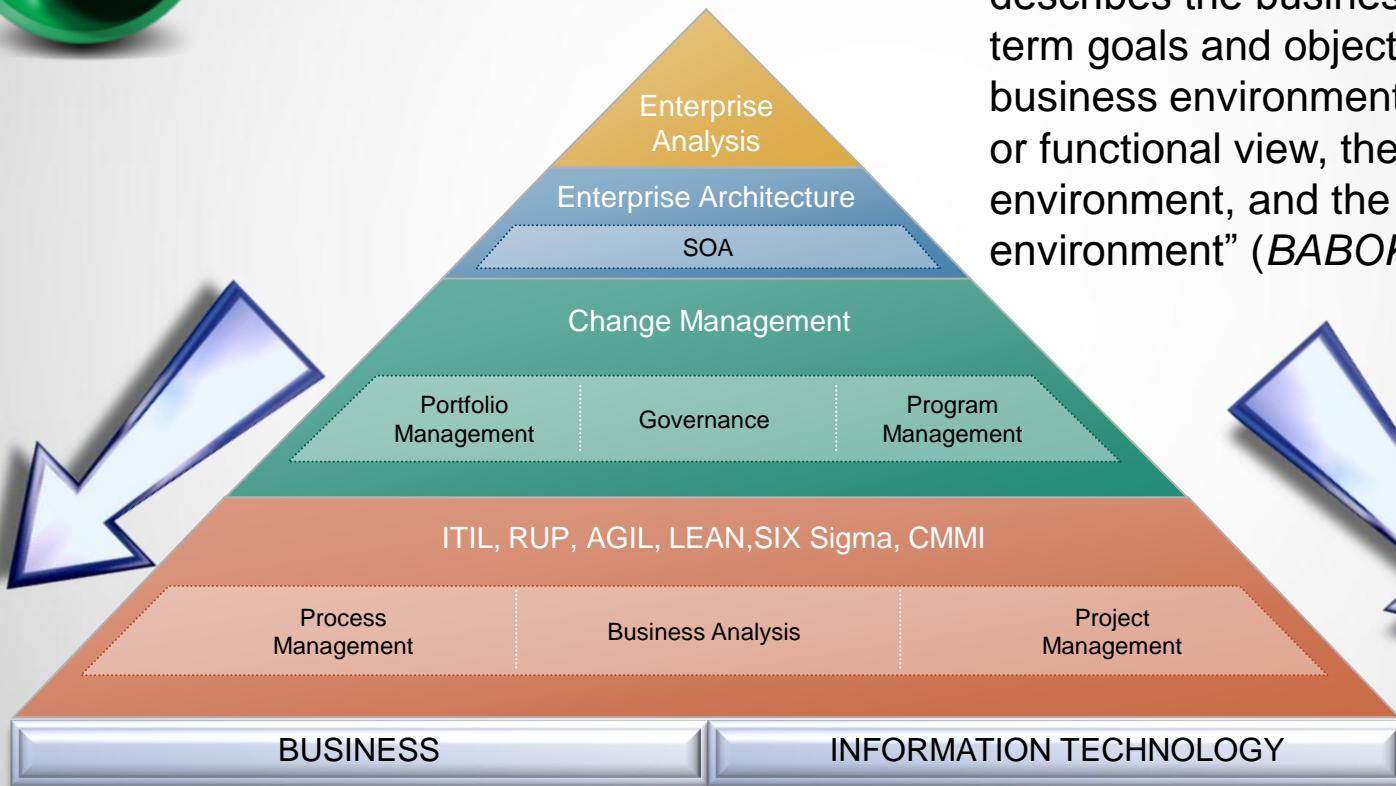 describes the business
term goals and object
business environment
or functional view, the
environment, and the
environment” (BABOK
Enterprise
Analysis
Enterprise Architecture
SOA
Change Management
Portfolio
Management
Governance
Program
Management
ITIL, RUP, AGIL, LEAN,SIX Sigma, CMMI
Process
Management
Business Analysis
Project
Management
BUSINESS
INFORMATION TECHNOLOGY